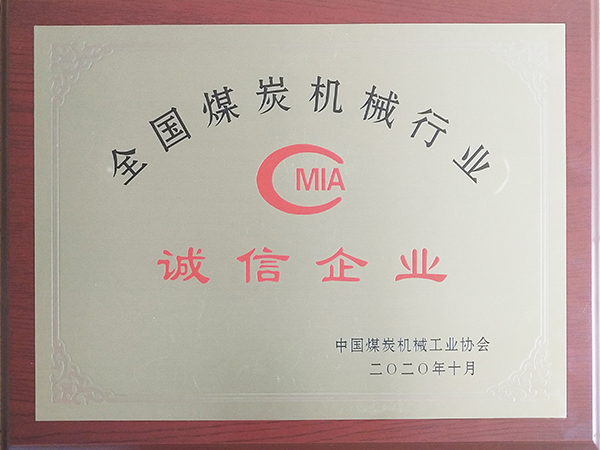 全国煤炭机械行业
CMIA
诚信企业
中国煤炭机械工业协会
二〇二〇年十月